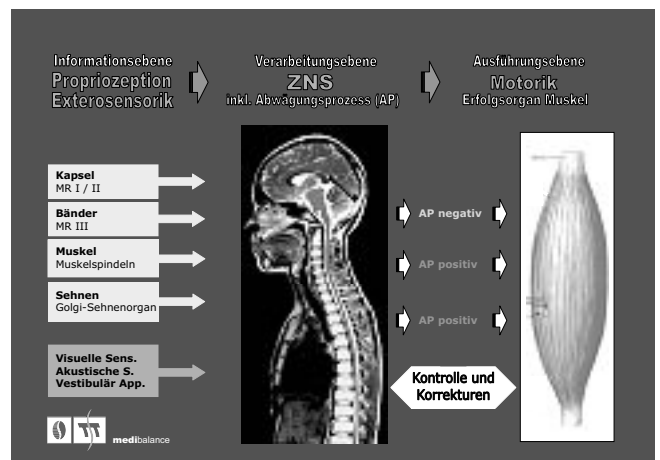 Informationsebene
Propriozeption
Exterosensorik
Verarbeitungsebene
ZNS
inkl. Abwägungsprozess (AP)
Ausführungsebene
Motorik
Erfolgsorgan Muskel
Kapsel
MR I / II
Bänder
MR III
Muskel
Muskelspindeln
Sehnen
Golgi-Sehnenorgan
Visuelle Sens.
Akustische S.
Vestibulär App.
AP negativ
AP positiv
AP positiv
Kontrolle und
Korrekturen
medibalance